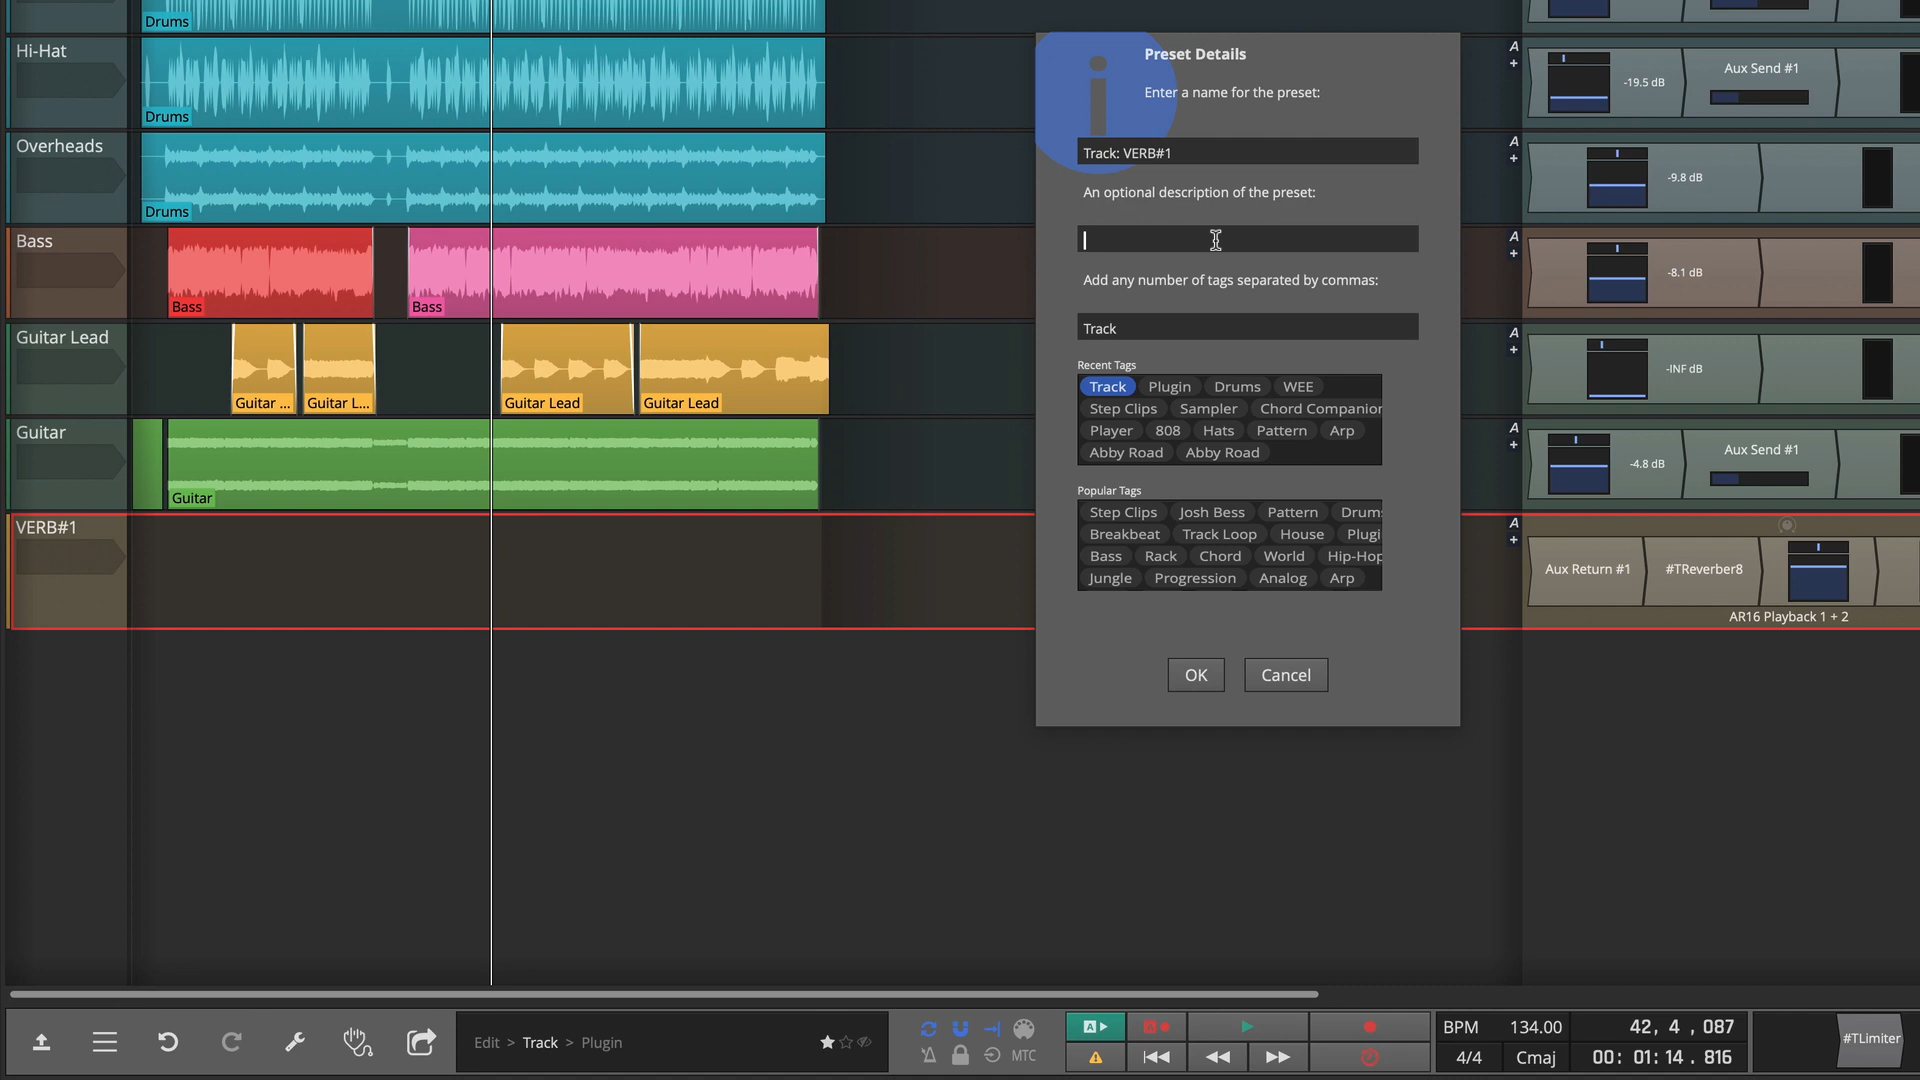 Drums
Hi-Hat
Drums
Overheads
Drums
Bass
Bass
Bass
Guitar Lead
Guitar ...
Guitar L...
Guitar Lead
Guitar Lead
Guitar
Guitar
VERB#1
Preset Details
Enter a name for the preset:
Track: VERB#1
An optional description of the preset:
Add any number of tags separated by commas:
Track
Recent Tags
Track Plugin Drums WEE
Step Clips Sampler Chord Companion
Player 808 Hats Pattern Arp
Abby Road Abby Road
Popular Tags
Step Clips Josh Bess Pattern Drum
Breakbeat Track Loop House Plugi
Bass Rack Chord World Hip-Hop
Jungle Progression Analog Arp
OK
Cancel
A
+
-19.5 dB
Aux Send #1
A
+
-9.8 dB
A
+
-8.1 dB
A
+
-INF dB
A
+
-4.8 dB
Aux Send #1
A
+
Aux Return #1
#TReverber8
AR16 Playback 1 + 2
Edit > Track > Plugin
MTC
A
BPM 134.00
4/4 Cmaj
42, 4 , 087
00: 01: 14 . 816
#TLimiter